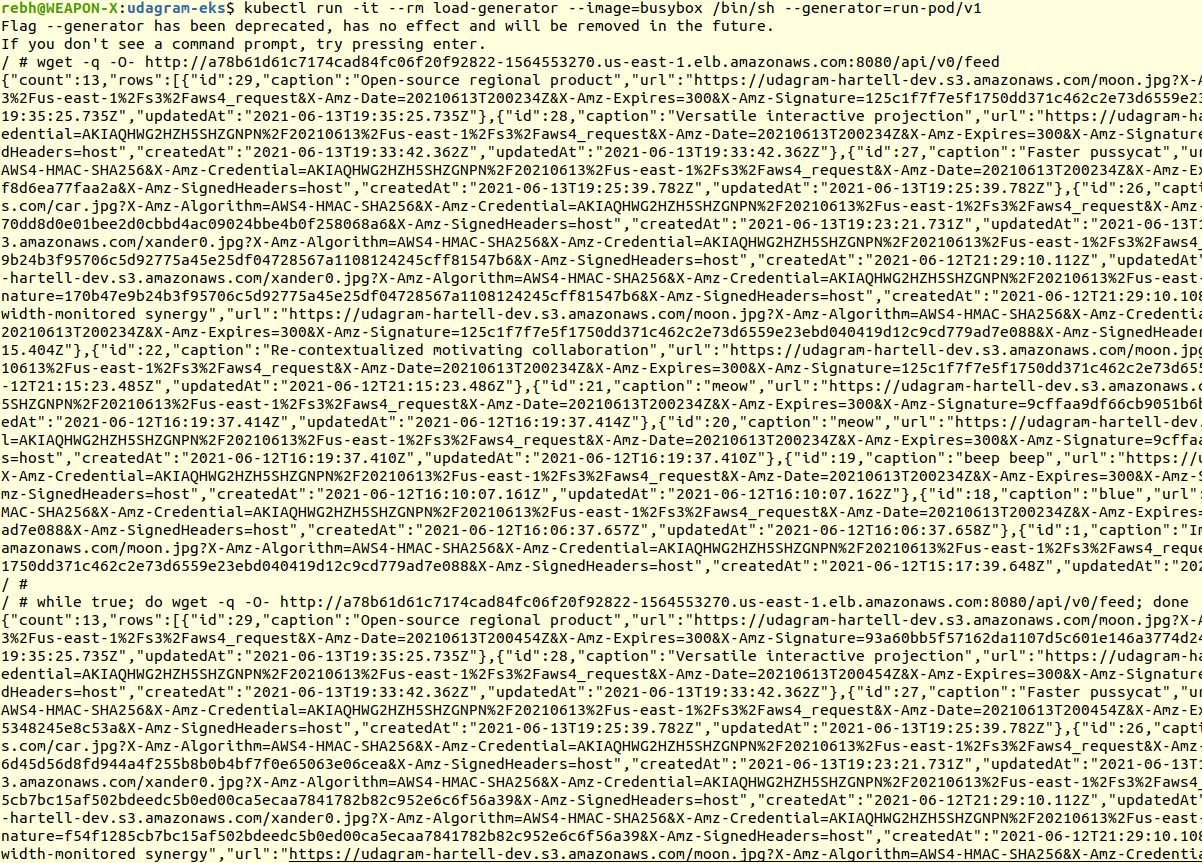 rebh@WEAPON-X:udagram-eks$ kubectl run -it --rm load-generator --image=busybox /bin/sh --generator=run-pod/v1
Flag --generator has been deprecated, has no effect and will be removed in the future.
If you don't see a command prompt, try pressing enter.
/ # wget -q -O- http://a78b61d61c7174cad84fc06f20f92822-1564553270.us-east-1.elb.amazonaws.com:8080/api/v0/feed
{"count":13,"rows":[{"id":29,"caption":"Open-source regional product","url":"https://udagram-hartell-dev.s3.amazonaws.com/moon.jpg?X-A
3%2Fus-east-1%2Fs3%2Faws4_request&X-Amz-Date=20210613T200234Z&X-Amz-Expires=300&X-Amz-Signature=125c1f7f7e5f1750dd371c462c2e73d6559e23
19:35:25.735Z","updatedAt":"2021-06-13T19:35:25.735Z"},{"id":28,"caption":"Versatile interactive projection","url":"https://udagram-ha
edential=AKIAQHWG2HZH5SHZGNPN%2F20210613%2Fus-east-1%2Fs3%2Faws4_request&X-Amz-Date=20210613T200234Z&X-Amz-Expires=300&X-Amz-Signature
dHeaders=host","createdAt":"2021-06-13T19:33:42.362Z","updatedAt":"2021-06-13T19:33:42.362Z"},{"id":27,"caption":"Faster pussycat","ur
AWS4-HMAC-SHA256&X-Amz-Credential=AKIAQHWG2HZH5SHZGNPN%2F20210613%2Fus-east-1%2Fs3%2Faws4_request&X-Amz-Date=20210613T200234Z&X-Amz-Ex
f8d6ea77faa2a&X-Amz-SignedHeaders=host","createdAt":"2021-06-13T19:25:39.782Z","updatedAt":"2021-06-13T19:25:39.782Z"},{"id":26,"capti
s.com/car.jpg?X-Amz-Algorithm=AWS4-HMAC-SHA256&X-Amz-Credential=AKIAQHWG2HZH5SHZGNPN%2F20210613%2Fus-east-1%2Fs3%2Faws4_request&X-Amz-
70dd8d0e01bee2d0cbbd4ac09024bbe4b0f258068a6&X-Amz-SignedHeaders=host","createdAt":"2021-06-13T19:23:21.731Z","updatedAt":"2021-06-13T1
3.amazonaws.com/xander0.jpg?X-Amz-Algorithm=AWS4-HMAC-SHA256&X-Amz-Credential=AKIAQHWG2HZH5SHZGNPN%2F20210613%2Fus-east-1%2Fs3%2Faws4_
9b24b3f95706c5d92775a45e25df04728567a1108124245cff81547b6&X-Amz-SignedHeaders=host","createdAt":"2021-06-12T21:29:10.112Z","updatedAt"
-hartell-dev.s3.amazonaws.com/xander0.jpg?X-Amz-Algorithm=AWS4-HMAC-SHA256&X-Amz-Credential=AKIAQHWG2HZH5SHZGNPN%2F20210613%2Fus-east-
nature=170b47e9b24b3f95706c5d92775a45e25df04728567a1108124245cff81547b6&X-Amz-SignedHeaders=host","createdAt":"2021-06-12T21:29:10.108
width-monitored synergy","url":"https://udagram-hartell-dev.s3.amazonaws.com/moon.jpg?X-Amz-Algorithm=AWS4-HMAC-SHA256&X-Amz-Credentia
20210613T200234Z&X-Amz-Expires=300&X-Amz-Signature=125c1f7f7e5f1750dd371c462c2e73d6559e23ebd040419d12c9cd779ad7e088&X-Amz-SignedHeader
15.404Z"},{"id":22,"caption":"Re-contextualized motivating collaboration","url":"https://udagram-hartell-dev.s3.amazonaws.com/moon.jpg
10613%2Fus-east-1%2Fs3%2Faws4_request&X-Amz-Date=20210613T200234Z&X-Amz-Expires=300&X-Amz-Signature=125c1f7f7e5f1750dd371c462c2e73d655
-12T21:15:23.485Z","updatedAt":"2021-06-12T21:15:23.486Z"},{"id":21,"caption":"meow","url":"https://udagram-hartell-dev.s3.amazonaws.c
5SHZGNPN%2F20210613%2Fus-east-1%2Fs3%2Faws4_request&X-Amz-Date=20210613T200234Z&X-Amz-Expires=300&X-Amz-Signature=9cffaa9df66cb9051b6b
edAt":"2021-06-12T16:19:37.414Z","updatedAt":"2021-06-12T16:19:37.414Z"},{"id":20,"caption":"meow","url":"https://udagram-hartell-dev.
l=AKIAQHWG2HZH5SHZGNPN%2F20210613%2Fus-east-1%2Fs3%2Faws4_request&X-Amz-Date=20210613T200234Z&X-Amz-Expires=300&X-Amz-Signature=9cffaa
s=host","createdAt":"2021-06-12T16:19:37.410Z","updatedAt":"2021-06-12T16:19:37.410Z"},{"id":19,"caption":"beep beep","url":"https://u
X-Amz-Credential=AKIAQHWG2HZH5SHZGNPN%2F20210613%2Fus-east-1%2Fs3%2Faws4_request&X-Amz-Date=20210613T200234Z&X-Amz-Expires=300&X-Amz-S
mz-SignedHeaders=host","createdAt":"2021-06-12T16:10:07.161Z","updatedAt":"2021-06-12T16:10:07.162Z"},{"id":18,"caption":"blue","url":
MAC-SHA256&X-Amz-Credential=AKIAQHWG2HZH5SHZGNPN%2F20210613%2Fus-east-1%2Fs3%2Faws4_request&X-Amz-Date=20210613T200234Z&X-Amz-Expires=
ad7e088&X-Amz-SignedHeaders=host","createdAt":"2021-06-12T16:06:37.657Z","updatedAt":"2021-06-12T16:06:37.658Z"},{"id":1,"caption":"Im
amazonaws.com/moon.jpg?X-Amz-Algorithm=AWS4-HMAC-SHA256&X-Amz-Credential=AKIAQHWG2HZH5SHZGNPN%2F20210613%2Fus-east-1%2Fs3%2Faws4_reque
1750dd371c462c2e73d6559e23ebd040419d12c9cd779ad7e088&X-Amz-SignedHeaders=host","createdAt":"2021-06-12T15:17:39.648Z","updatedAt":"202
/ #
/ # while true; do wget -q -O- http://a78b61d61c7174cad84fc06f20f92822-1564553270.us-east-1.elb.amazonaws.com:8080/api/v0/feed; done
{"count":13,"rows":[{"id":29,"caption":"Open-source regional product","url":"https://udagram-hartell-dev.s3.amazonaws.com/moon.jpg?X-A
3%2Fus-east-1%2Fs3%2Faws4_request&X-Amz-Date=20210613T200454Z&X-Amz-Expires=300&X-Amz-Signature=93a60bb5f57162da1107d5c601e146a3774d24
19:35:25.735Z","updatedAt":"2021-06-13T19:35:25.735Z"},{"id":28,"caption":"Versatile interactive projection","url":"https://udagram-ha
edential=AKIAQHWG2HZH5SHZGNPN%2F20210613%2Fus-east-1%2Fs3%2Faws4_request&X-Amz-Date=20210613T200454Z&X-Amz-Expires=300&X-Amz-Signature
dHeaders=host","createdAt":"2021-06-13T19:33:42.362Z","updatedAt":"2021-06-13T19:33:42.362Z"},{"id":27,"caption":"Faster pussycat","ur
AWS4-HMAC-SHA256&X-Amz-Credential=AKIAQHWG2HZH5SHZGNPN%2F20210613%2Fus-east-1%2Fs3%2Faws4_request&X-Amz-Date=20210613T200454Z&X-Amz-Ex
5348245e8c53a&X-Amz-SignedHeaders=host","createdAt":"2021-06-13T19:25:39.782Z","updatedAt":"2021-06-13T19:25:39.782Z"},{"id":26,"capti
s.com/car.jpg?X-Amz-Algorithm=AWS4-HMAC-SHA256&X-Amz-Credential=AKIAQHWG2HZH5SHZGNPN%2F20210613%2Fus-east-1%2Fs3%2Faws4_request&X-Amz-
6d45d56d8fd944a4f255b8b0b4bf7f0e65063e06cea&X-Amz-SignedHeaders=host","createdAt":"2021-06-13T19:23:21.731Z","updatedAt":"2021-06-13T1
3.amazonaws.com/xander0.jpg?X-Amz-Algorithm=AWS4-HMAC-SHA256&X-Amz-Credential=AKIAQHWG2HZH5SHZGNPN%2F20210613%2Fus-east-1%2Fs3%2Faws4_
5cb7bc15af502bdeedc5b0ed00ca5ecaa7841782b82c952e6c6f56a39&X-Amz-SignedHeaders=host","createdAt":"2021-06-12T21:29:10.112Z","updatedAt"
-hartell-dev.s3.amazonaws.com/xander0.jpg?X-Amz-Algorithm=AWS4-HMAC-SHA256&X-Amz-Credential=AKIAQHWG2HZH5SHZGNPN%2F20210613%2Fus-east-
nature=f54f1285cb7bc15af502bdeedc5b0ed00ca5ecaa7841782b82c952e6c6f56a39&X-Amz-SignedHeaders=host","createdAt":"2021-06-12T21:29:10.108
width-monitored synergy","url":"https://udagram-hartell-dev.s3.amazonaws.com/moon.jpg?X-Amz-Algorithm=AWS4-HMAC-SHA256&X-Amz-Credentia